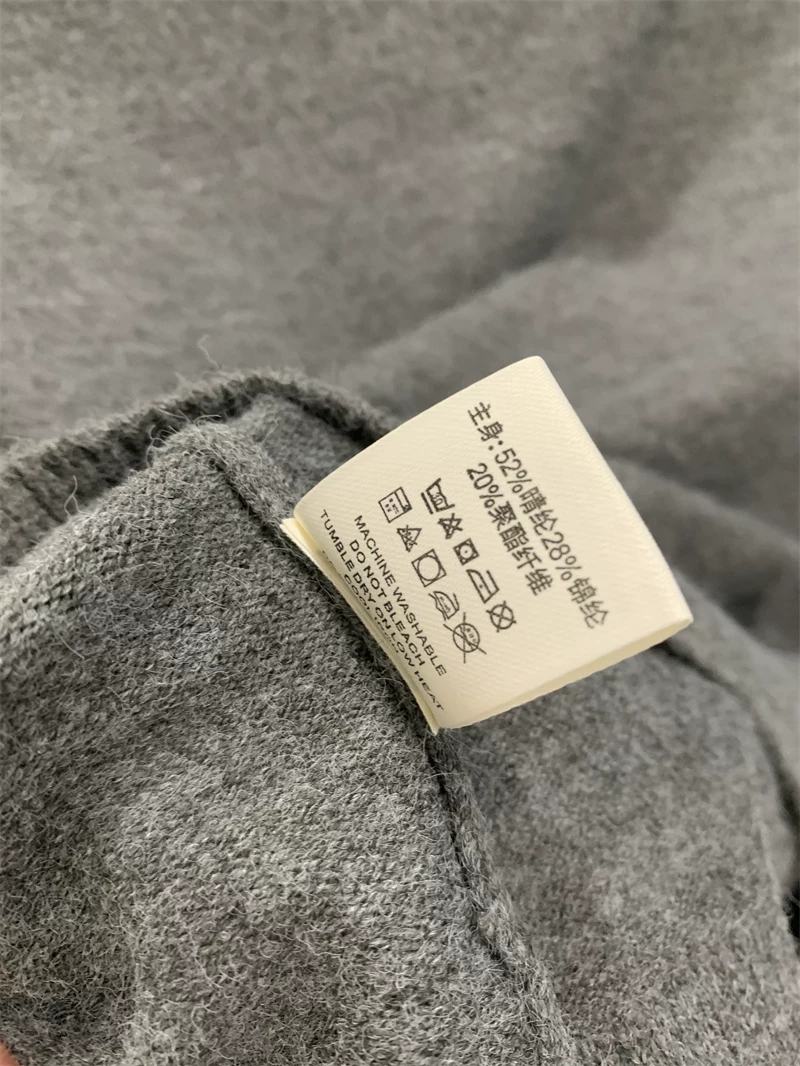 主身:52%晴纶28%锦纶
20%聚酯纤维
MACHINE WASHABLE
DO NOT BLEACH
TUMBLE DRY ON LOW HEAT